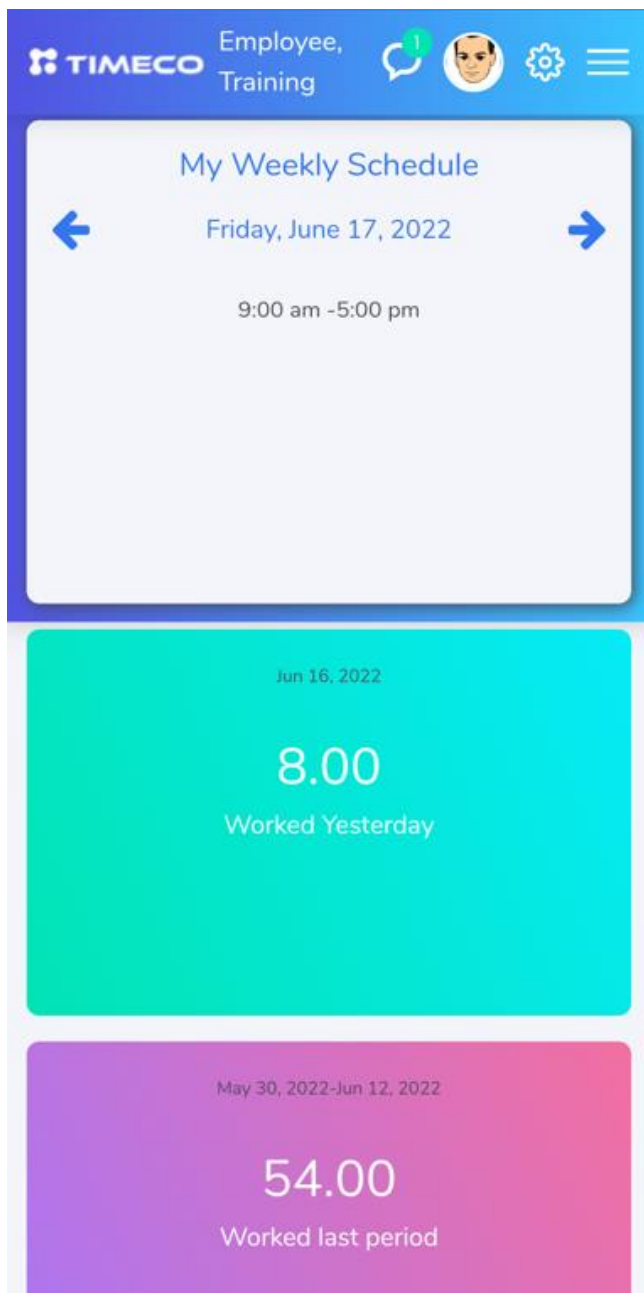 TIMECO
Employee,
Training
1
My Weekly Schedule
Friday, June 17, 2022
9:00 am -5:00 pm
Jun 16, 2022
8.00
Worked Yesterday
May 30, 2022-Jun 12, 2022
54.00
Worked last period